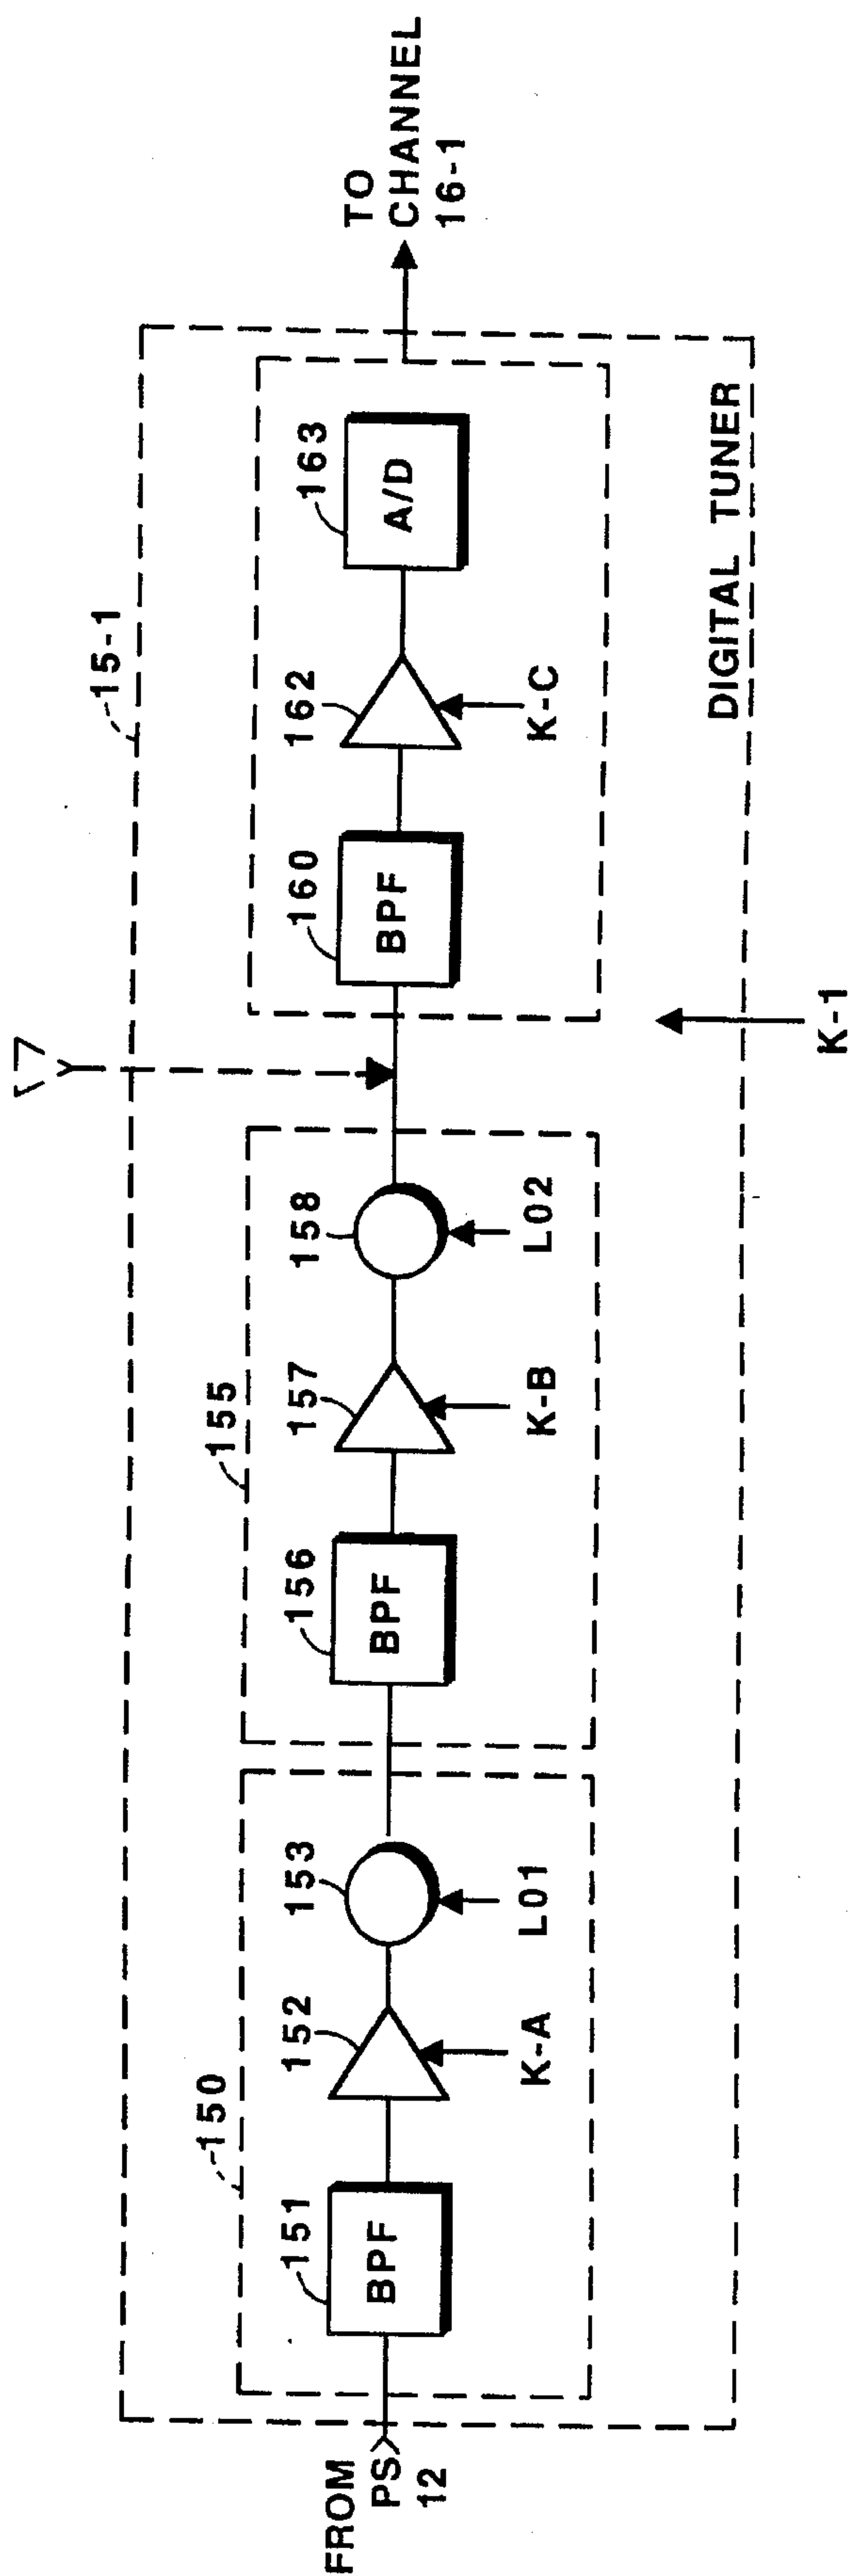 17
15-1
150
155
151
152
153
156
157
158
160
162
163
FROM
PS
12
BPF
BPF
BPF
A/D
TO
CHANNEL
16-1
K-A
L01
K-B
L02
K-C
DIGITAL TUNER
K-1